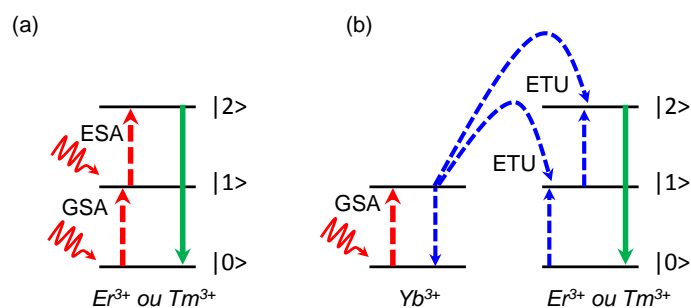 (a)
|2>
ESA
|1>
GSA
|0>
Er³⁺ ou Tm³⁺
(b)
ETU
|2>
ETU
|1>
GSA
|0>
Yb³⁺
Er³⁺ ou Tm³⁺